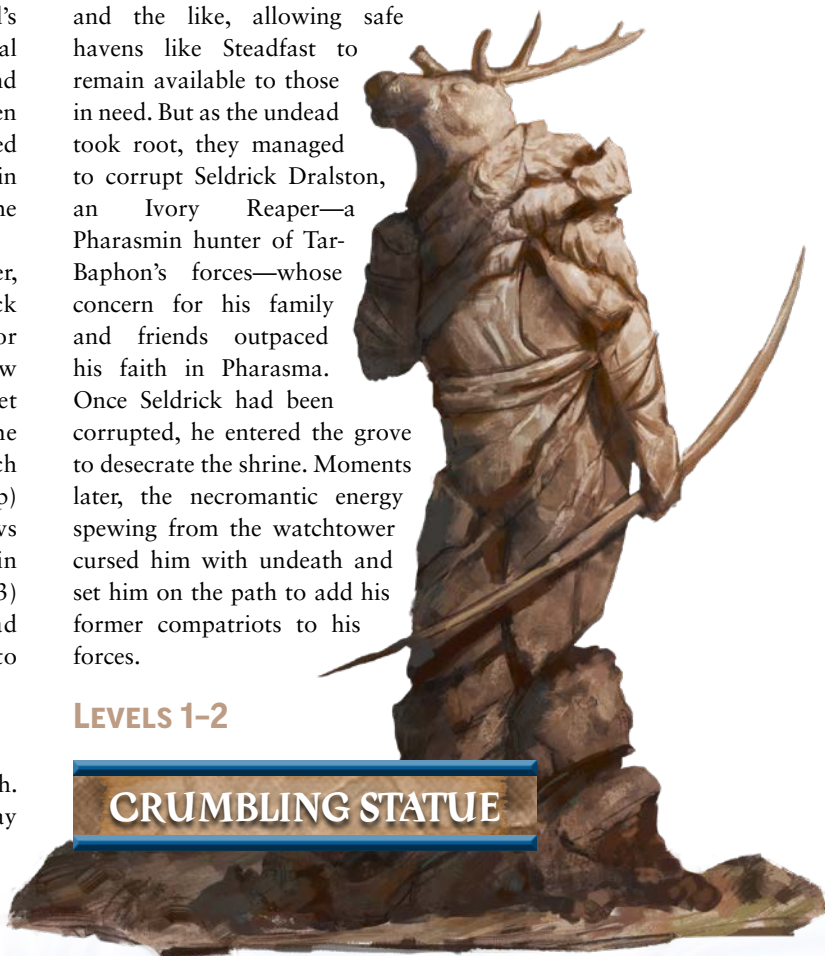 and the like, allowing safe
havens like Steadfast to
remain available to those
in need. But as the undead
took root, they managed
to corrupt Seldrick Dralston,
an Ivory Reaper—a
Pharasmin hunter of Tar-
Baphon's forces—whose
concern for his family
and friends outpaced
his faith in Pharasma.
Once Seldrick had been
corrupted, he entered the grove
to desecrate the shrine. Moments
later, the necromantic energy
spewing from the watchtower
cursed him with undeath and
set him on the path to add his
former compatriots to his
forces.
LEVELS 1–2
CRUMBLING STATUE